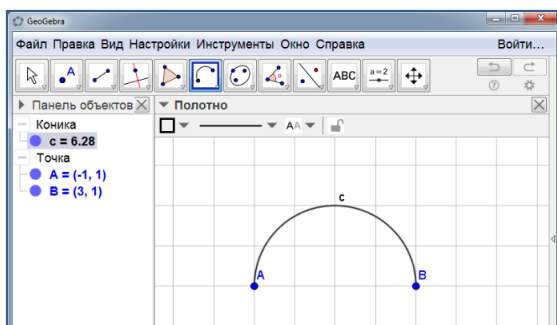 GeoGebra
Файл Правка Вид Настройки Инструменты Окно Справка Войти...
A ABC a=2
Панель объектов Полотно
Коника
c = 6.28
Точка
A = (-1, 1)
B = (3, 1)
AA
c
A B